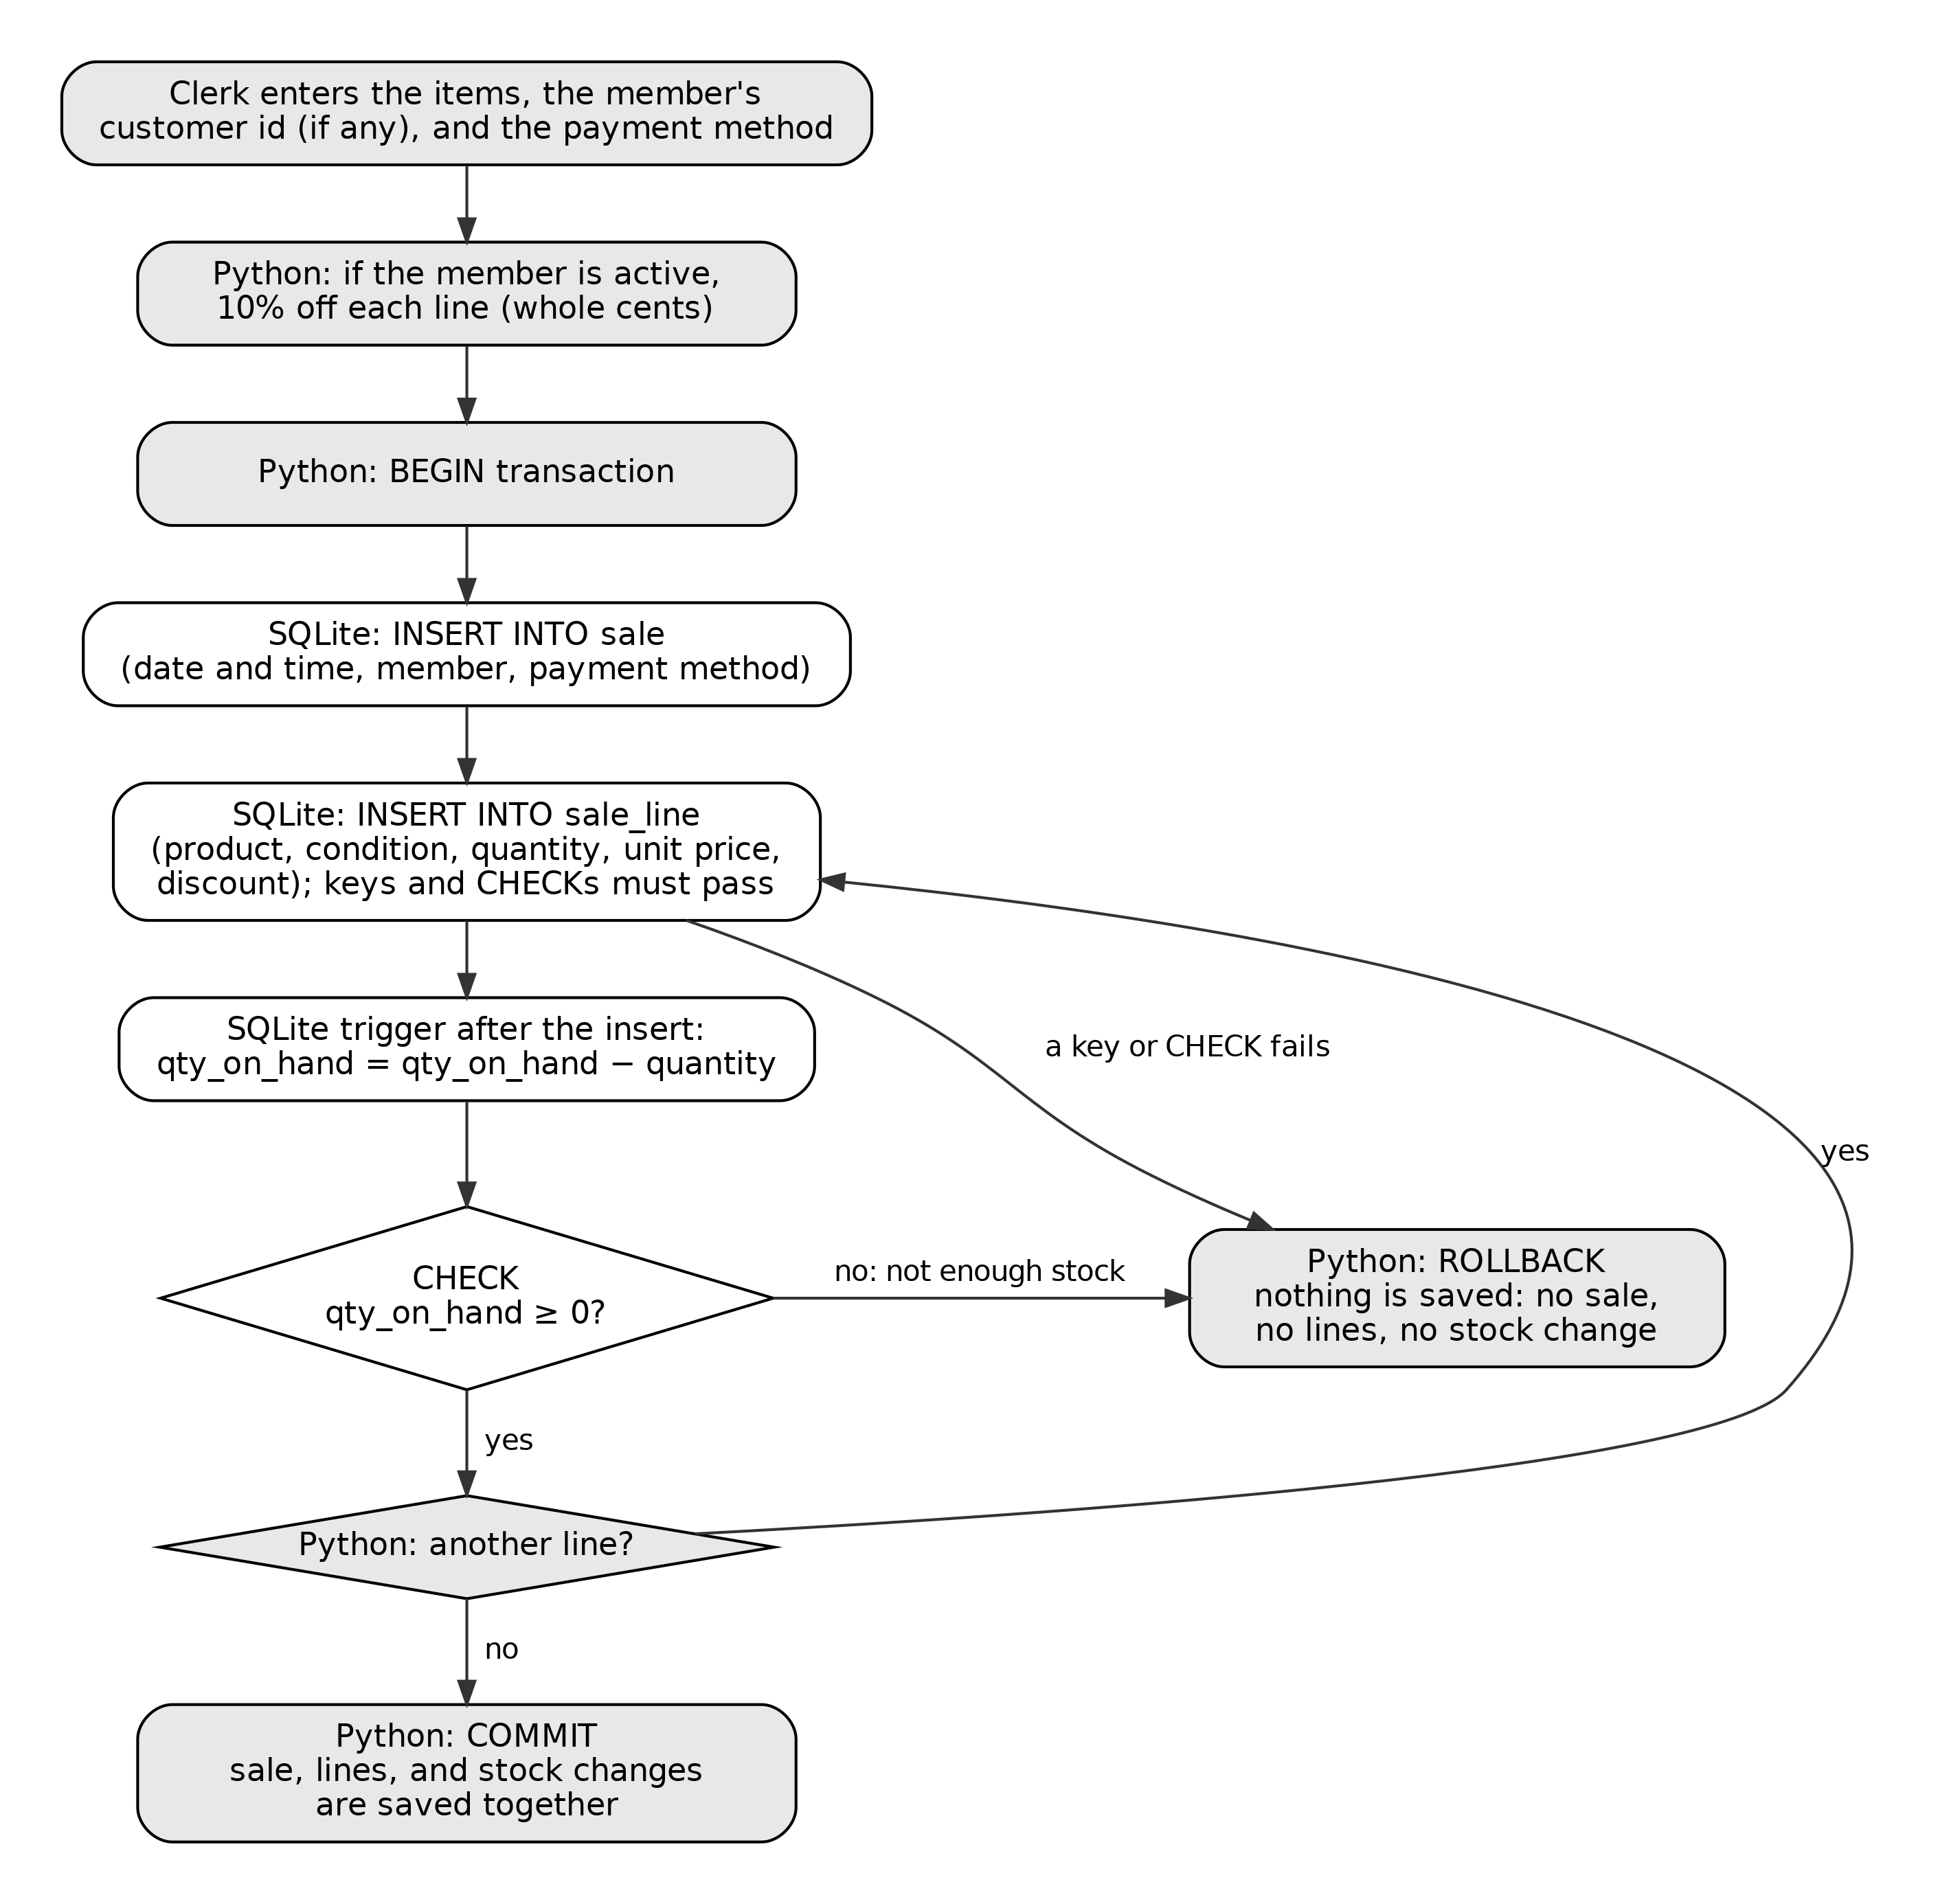 Clerk enters the items, the member's
customer id (if any), and the payment method
Python: if the member is active,
10% off each line (whole cents)
Python: BEGIN transaction
SQLite: INSERT INTO sale
(date and time, member, payment method)
SQLite: INSERT INTO sale_line
(product, condition, quantity, unit price,
discount); keys and CHECKs must pass
SQLite trigger after the insert:
qty_on_hand = qty_on_hand − quantity
a key or CHECK fails
yes
CHECK
qty_on_hand ≥ 0?
no: not enough stock
Python: ROLLBACK
nothing is saved: no sale,
no lines, no stock change
yes
Python: another line?
no
Python: COMMIT
sale, lines, and stock changes
are saved together